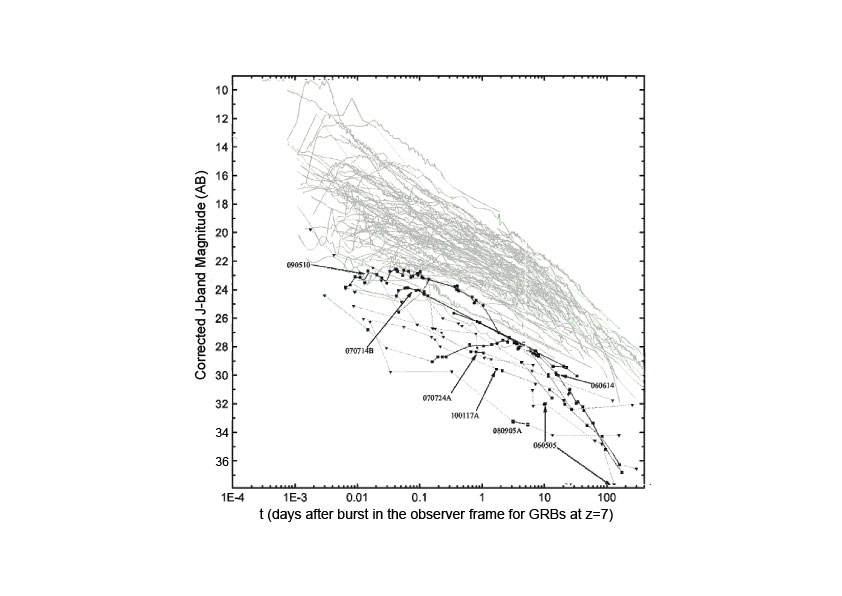 10
12
14
16
18
20
22
24
26
28
30
32
34
36
Corrected J-band Magnitude (AB)
090510
070714B
070724A
100117A
080905A
060505
060614
1E-4 1E-3 0.01 0.1 1 10 100
t (days after burst in the observer frame for GRBs at z=7)